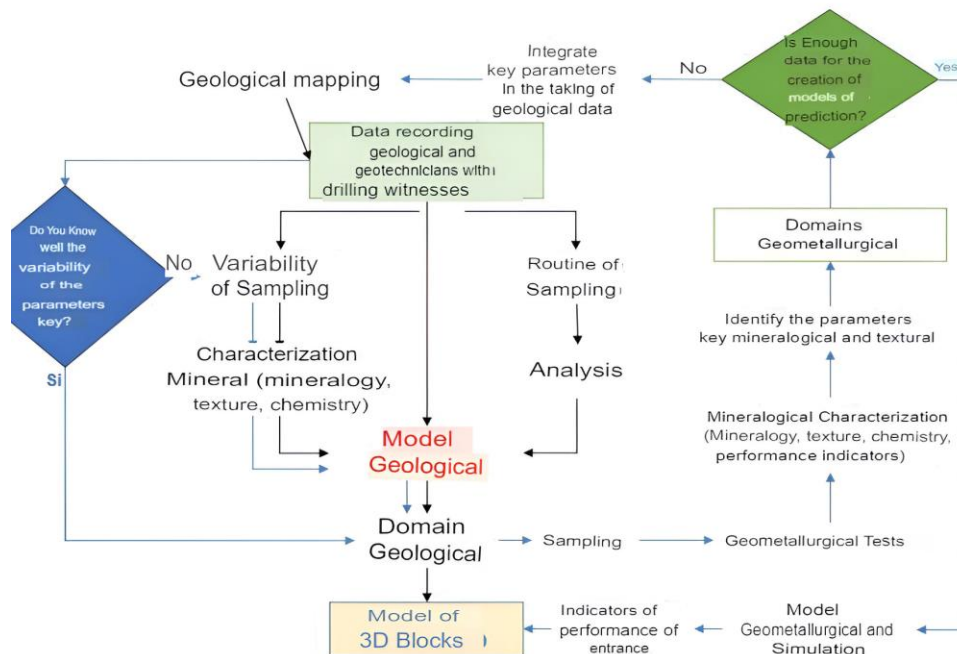 Is Enough
data for the
creation of
models of
prediction?
Yes
No
Integrate
key parameters
In the taking of
geological data
Geological mapping
Data recording
geological and
geotechnicians with
drilling witnesses
Do You Know
well the
variability
of the
parameters
key?
No
Si
Variability
of Sampling
Routine of
Sampling
Characterization
Mineral (mineralogy,
texture, chemistry)
Analysis
Model
Geological
Domain
Geological
Sampling
Geometallurgical Tests
Mineralogical Characterization
(Mineralogy, texture, chemistry,
performance indicators)
Identify the parameters
key mineralogical and textural
Domains
Geometallurgical
Model of
3D Blocks )
Indicators of
performance of
entrance
Model
Geometallurgical and
Simulation